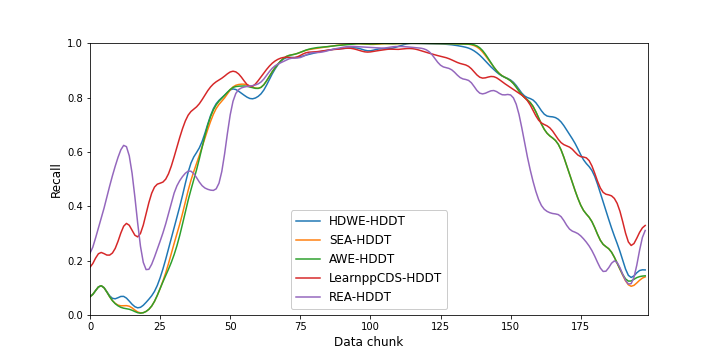 1.0
0.8
0.6
0.4
0.2
0.0
Recall
HDWE-HDDT
SEA-HDDT
AWE-HDDT
LearnppCDS-HDDT
REA-HDDT
0 25 50 75 100 125 150 175
Data chunk